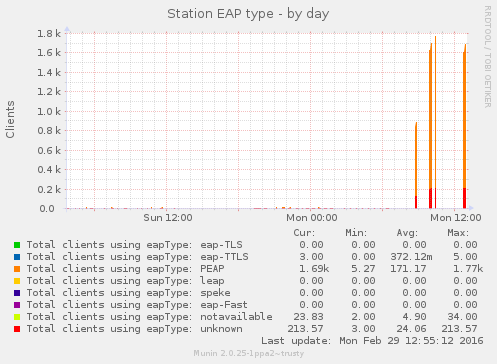 Station EAP type - by day
RRDTOOL / TOBI OETIKER
Clients
1.8 k
1.6 k
1.4 k
1.2 k
1.0 k
0.8 k
0.6 k
0.4 k
0.2 k
0.0
Sun 12:00 Mon 00:00 Mon 12:00
Cur: Min: Avg: Max:
Total clients using eapType: eap-TLS 0.00 0.00 0.00 0.00
Total clients using eapType: eap-TTLS 3.00 0.00 372.12m 5.00
Total clients using eapType: PEAP 1.69k 5.27 171.17 1.77k
Total clients using eapType: leap 0.00 0.00 0.00 0.00
Total clients using eapType: speke 0.00 0.00 0.00 0.00
Total clients using eapType: eap-Fast 0.00 0.00 0.00 0.00
Total clients using eapType: notavailable 23.83 2.00 4.90 34.00
Total clients using eapType: unknown 213.57 3.00 24.06 213.57
Last update: Mon Feb 29 12:55:12 2016
Munin 2.0.25-1ppa2~trusty